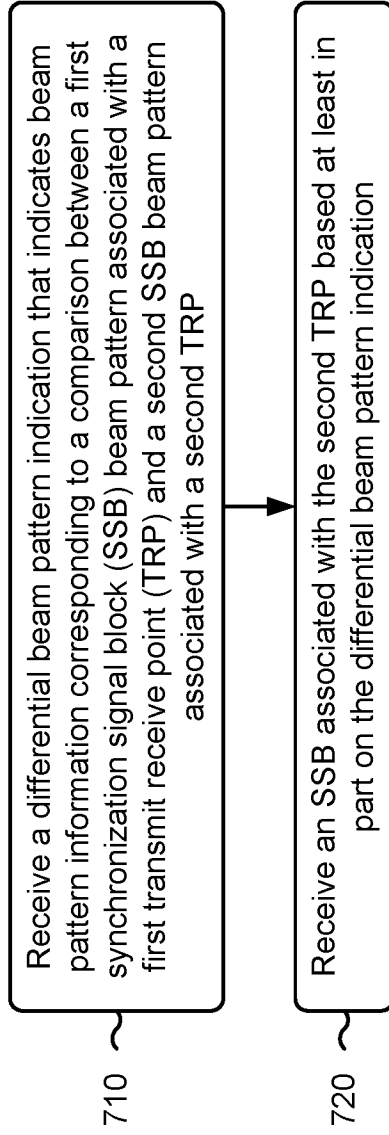 710
Receive a differential beam pattern indication that indicates beam
pattern information corresponding to a comparison between a first
synchronization signal block (SSB) beam pattern associated with a
first transmit receive point (TRP) and a second SSB beam pattern
associated with a second TRP
720
Receive an SSB associated with the second TRP based at least in
part on the differential beam pattern indication